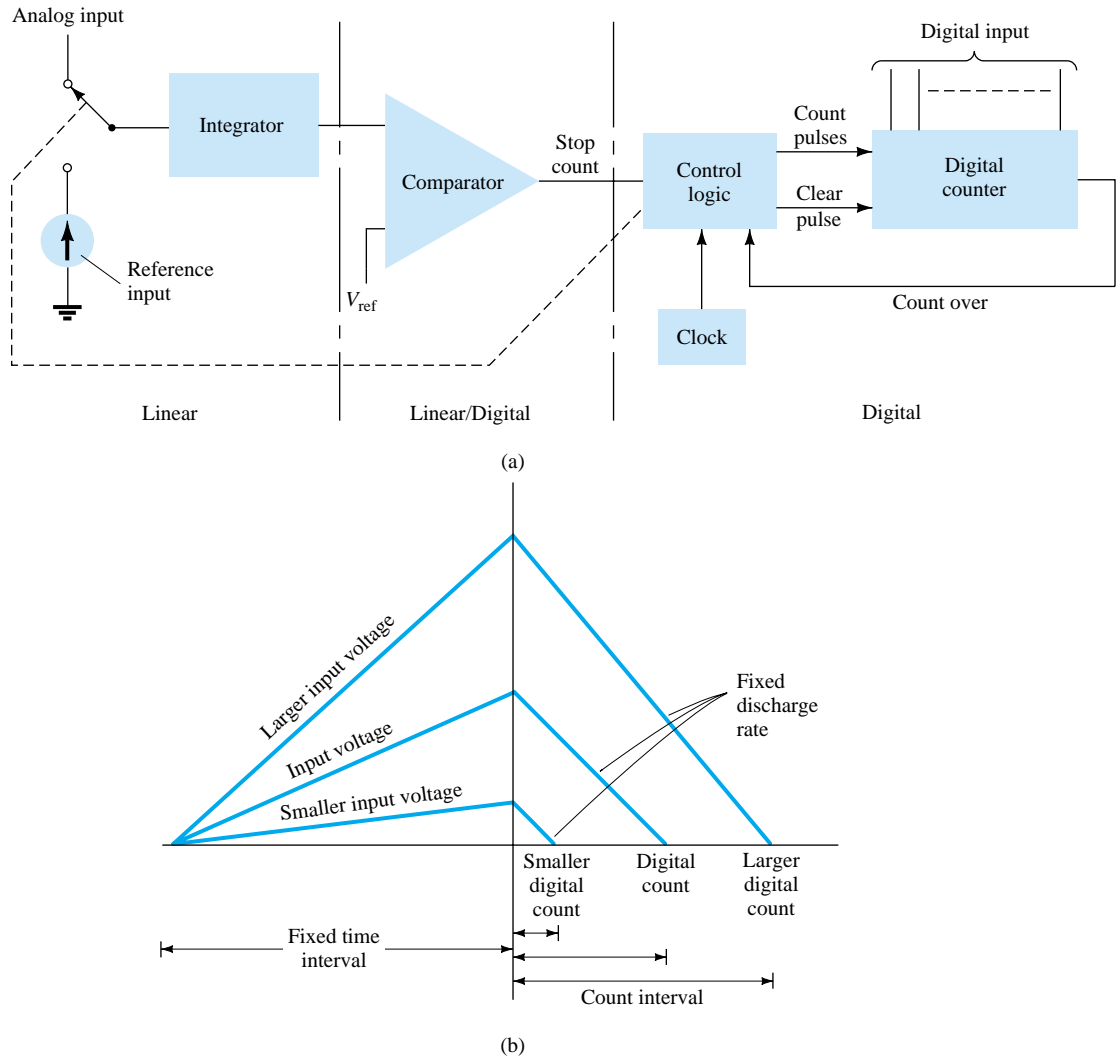 Analog input
Digital input
Integrator
Comparator
Stop
count
Control
logic
Count
pulses
Clear
pulse
Digital
counter
Reference
input
Vref
Clock
Count over
Linear
Linear/Digital
Digital
(a)
Larger input voltage
Input voltage
Smaller input voltage
Fixed
discharge
rate
Smaller
digital
count
Digital
count
Larger
digital
count
Fixed time
interval
Count interval
(b)